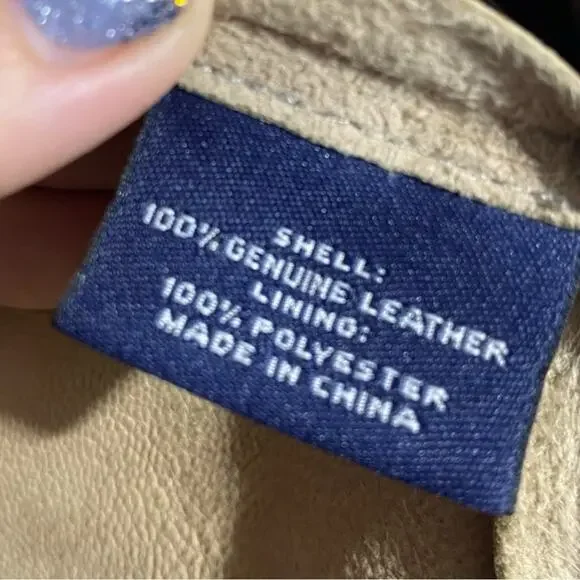 SHELL:
100% GENUINE LEATHER
LINING:
100% POLYESTER
MADE IN CHINA